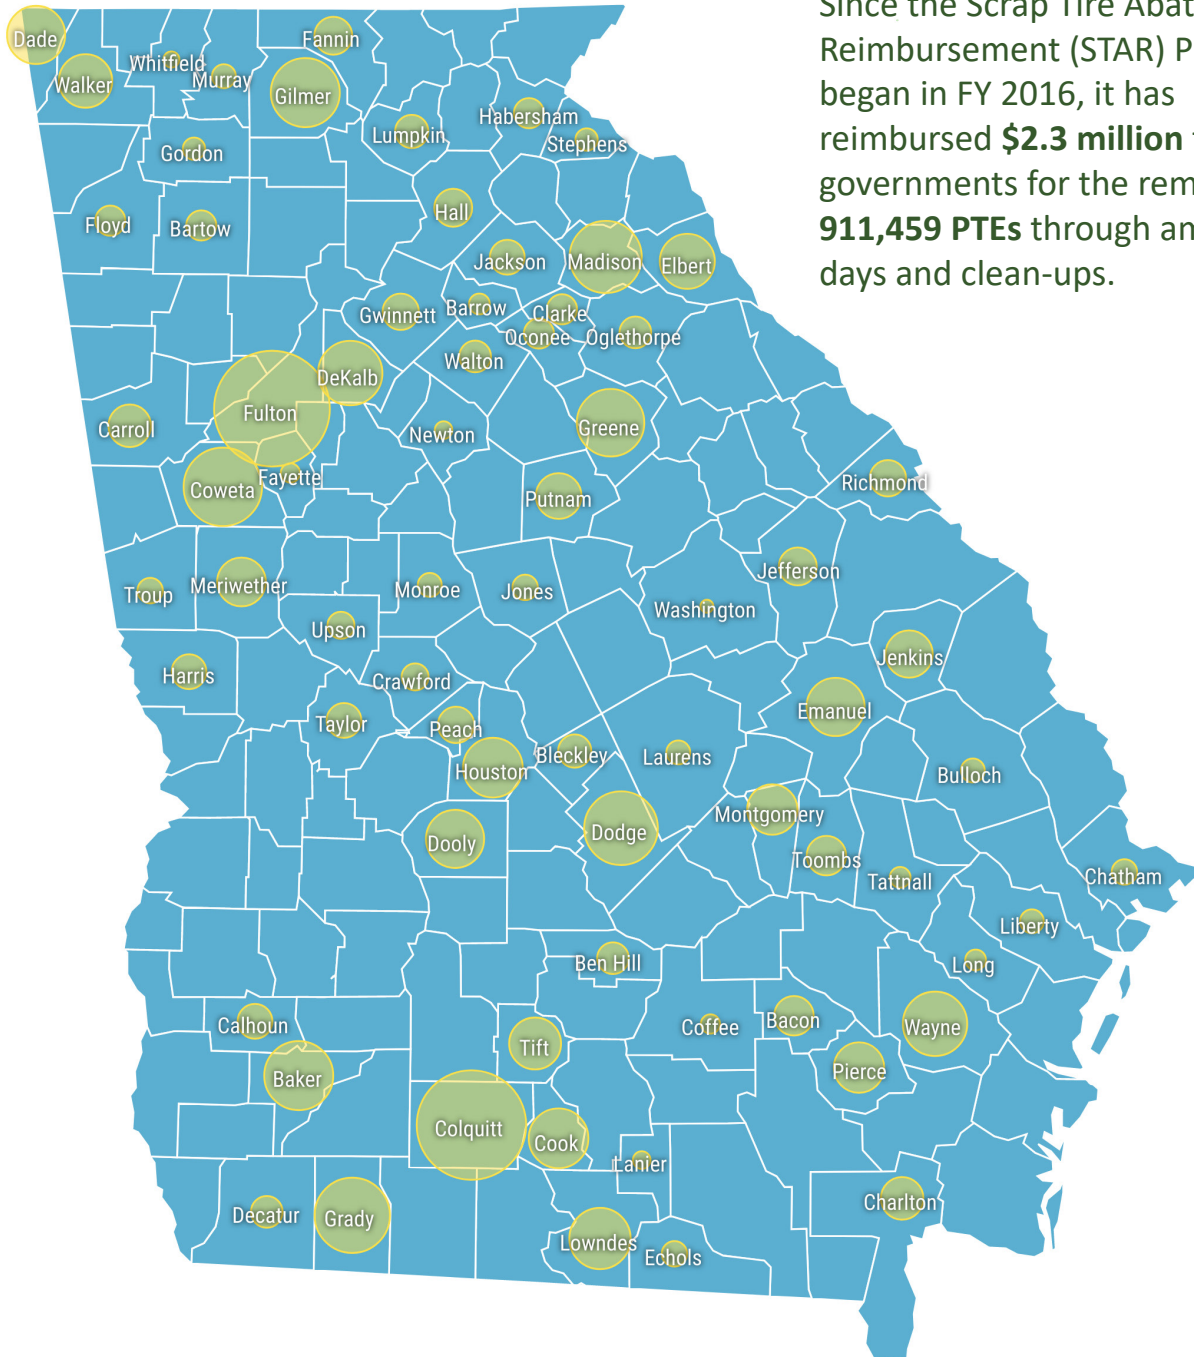 Since the Scrap Tire
Reimbursement (STAR)
began in FY 2016, it has
reimbursed $2.3 million
governments for the
911,459 PTEs through
days and clean-ups.
Dade
Fannin
Whitfield
Murray
Walker
Gilmer
Habersham
Lumpkin
Stephens
Gordon
Hall
Floyd
Bartow
Jackson
Madison
Elbert
Gwinnett
Barrow
Clarke
Oconee
Oglethorpe
Walton
DeKalb
Fulton
Carroll
Newton
Greene
Fayette
Coweta
Putnam
Richmond
Jefferson
Troup
Meriwether
Monroe
Jones
Washington
Upson
Jenkins
Harris
Crawford
Emanuel
Taylor
Peach
Bleckley
Laurens
Houston
Bulloch
Montgomery
Dodge
Dooly
Toombs
Tattnall
Chatham
Liberty
Ben Hill
Long
Calhoun
Coffee
Bacon
Wayne
Tift
Baker
Pierce
Colquitt
Cook
Lanier
Charlton
Decatur
Grady
Lowndes
Echols